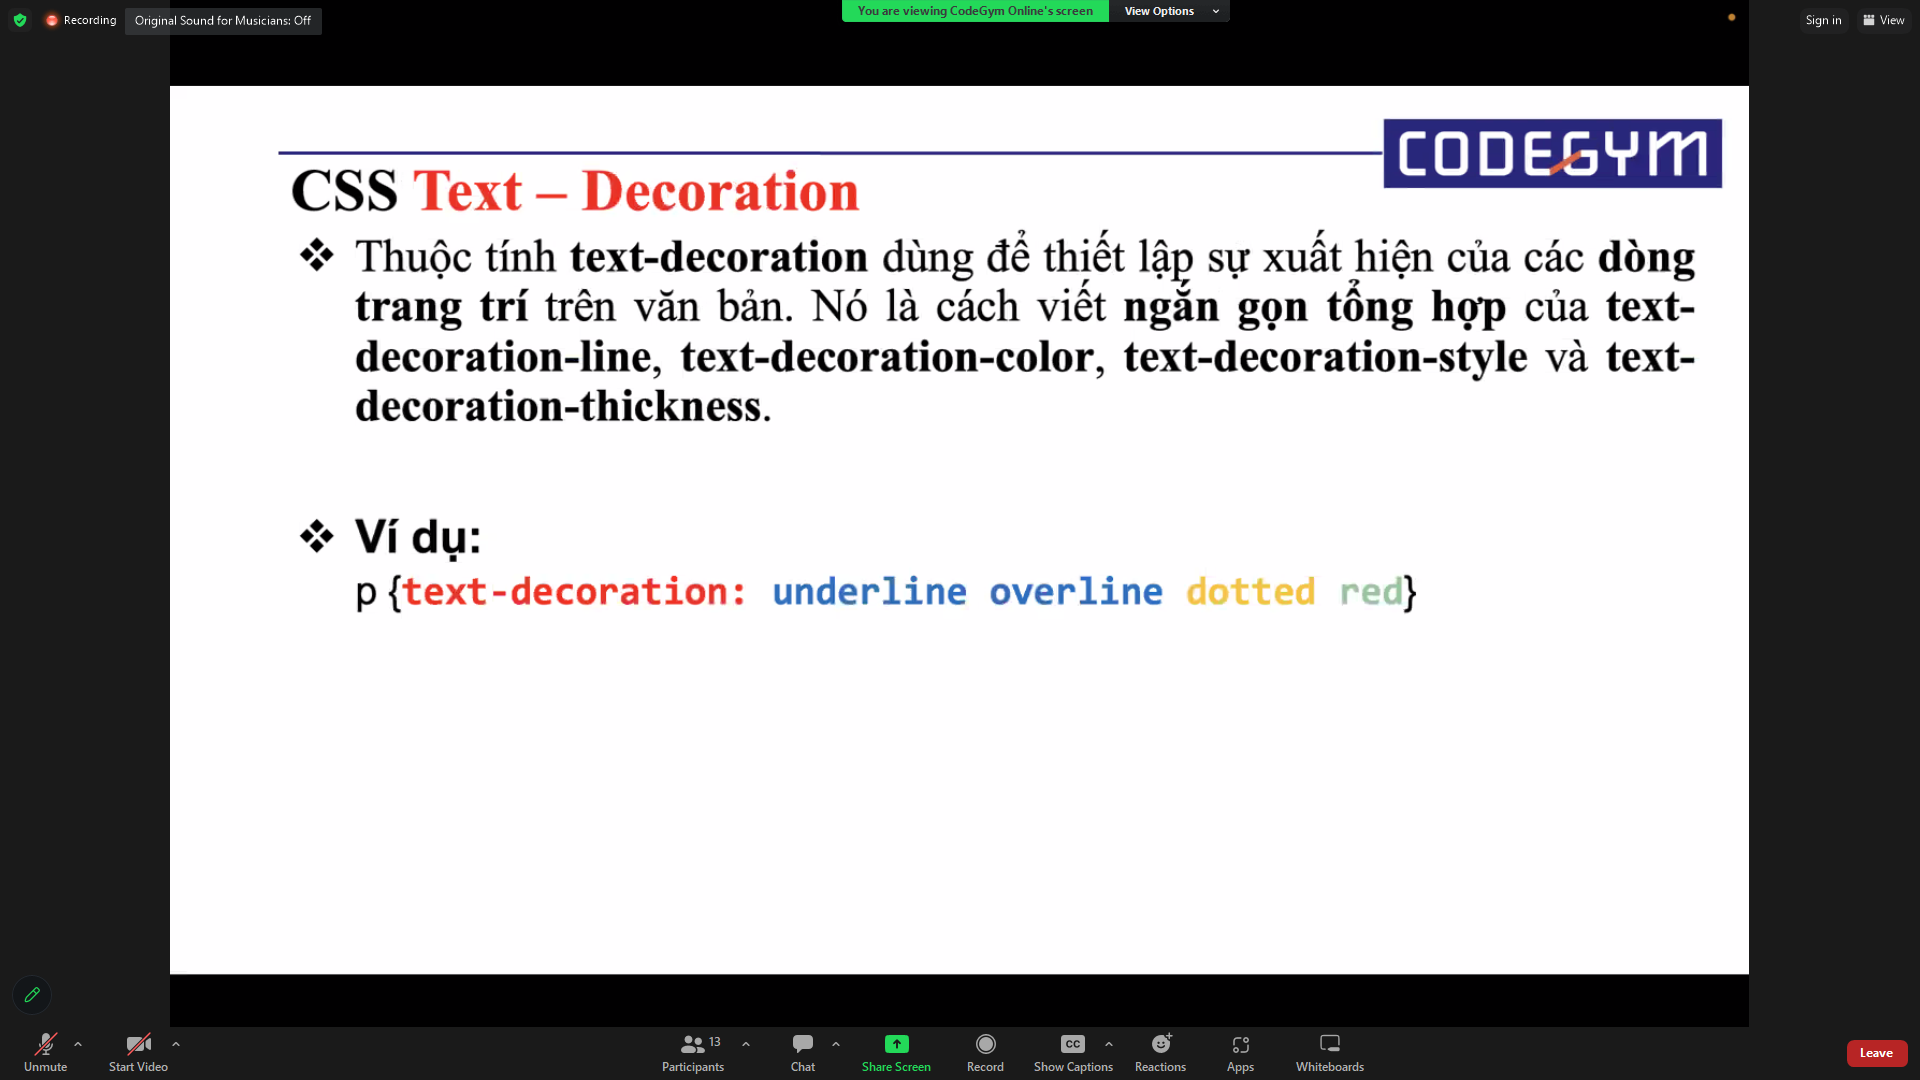 Recording
Original Sound for Musicians: Off
You are viewing CodeGym Online's screen
View Options
Sign in
View
CODEGYM
CSS Text – Decoration
❖ Thuộc tính text-decoration dùng để thiết lập sự xuất hiện của các dòng
trang trí trên văn bản. Nó là cách viết ngắn gọn tổng hợp của text-
decoration-line, text-decoration-color, text-decoration-style và text-
decoration-thickness.
❖ Ví dụ:
p {text-decoration: underline overline dotted red}
Unmute
Start Video
13
Participants
Chat
Share Screen
Record
CC
Show Captions
Reactions
Apps
Whiteboards
Leave